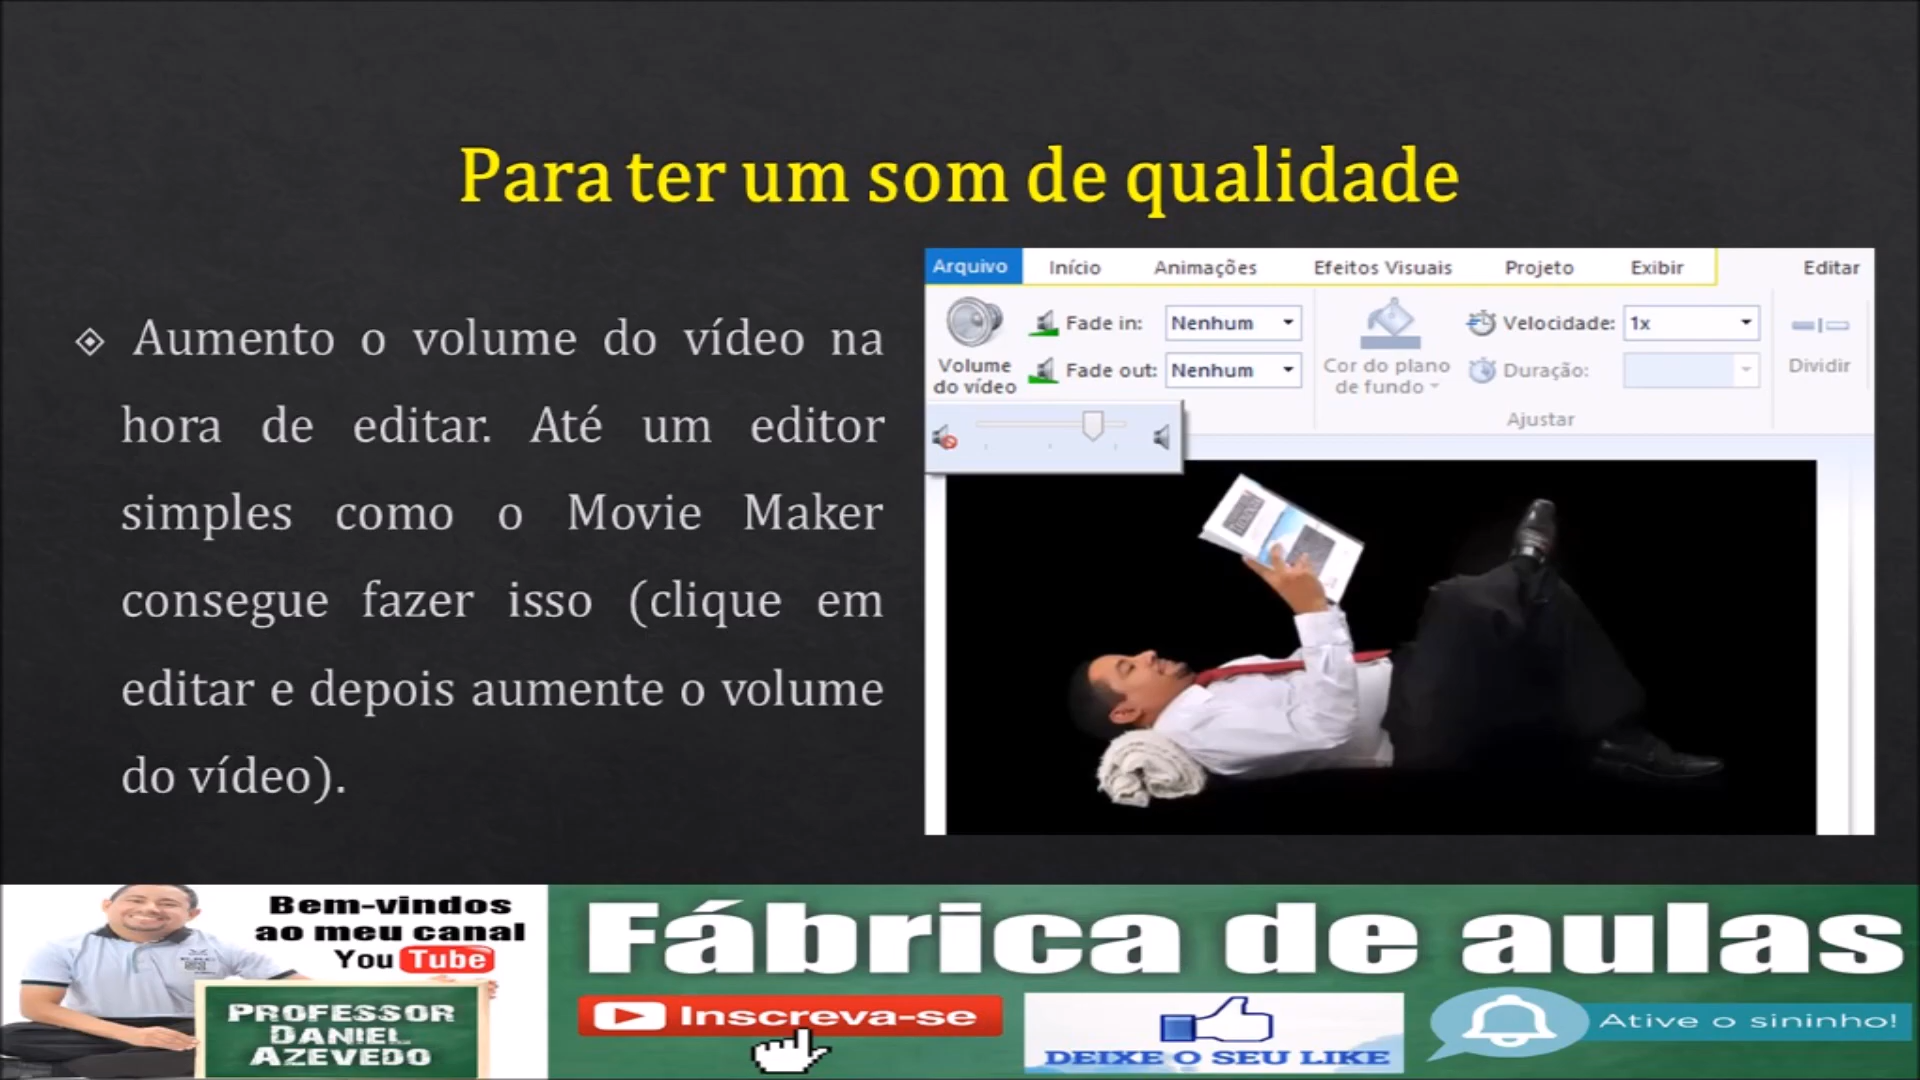 Para ter um som de qualidade
Aumento o volume do vídeo na
hora de editar. Até um editor
simples como o Movie Maker
consegue fazer isso (clique em
editar e depois aumente o volume
do vídeo).
Arquivo Início Animações Efeitos Visuais Projeto Exibir Editar
Fade in: Nenhum
Velocidade: 1x
Volume
do vídeo
Fade out: Nenhum
Cor do plano
de fundo
Duração:
Dividir
Ajustar
Bem-vindos
ao meu canal
YouTube
PROFESSOR
DANIEL
AZEVEDO
Fábrica de aulas
Inscreva-se
DEIXE O SEU LIKE
Ative o sininho!